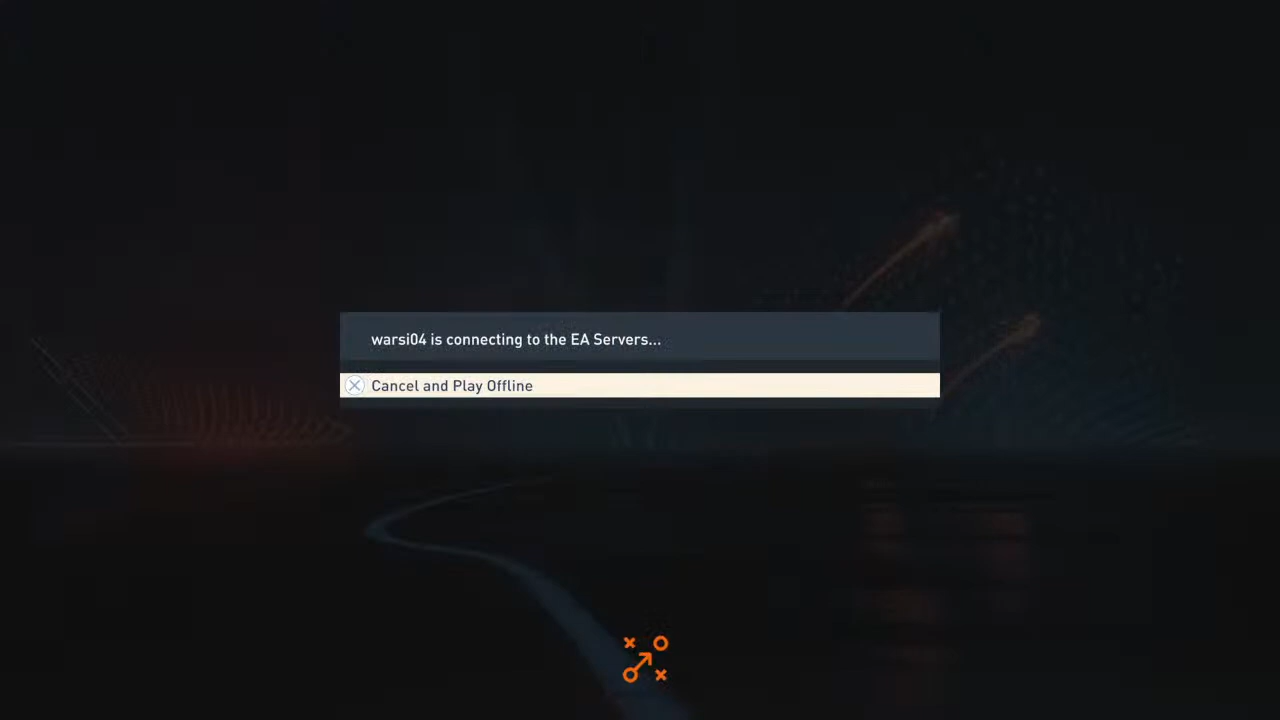 warsi04 is connecting to the EA Servers...
Cancel and Play Offline